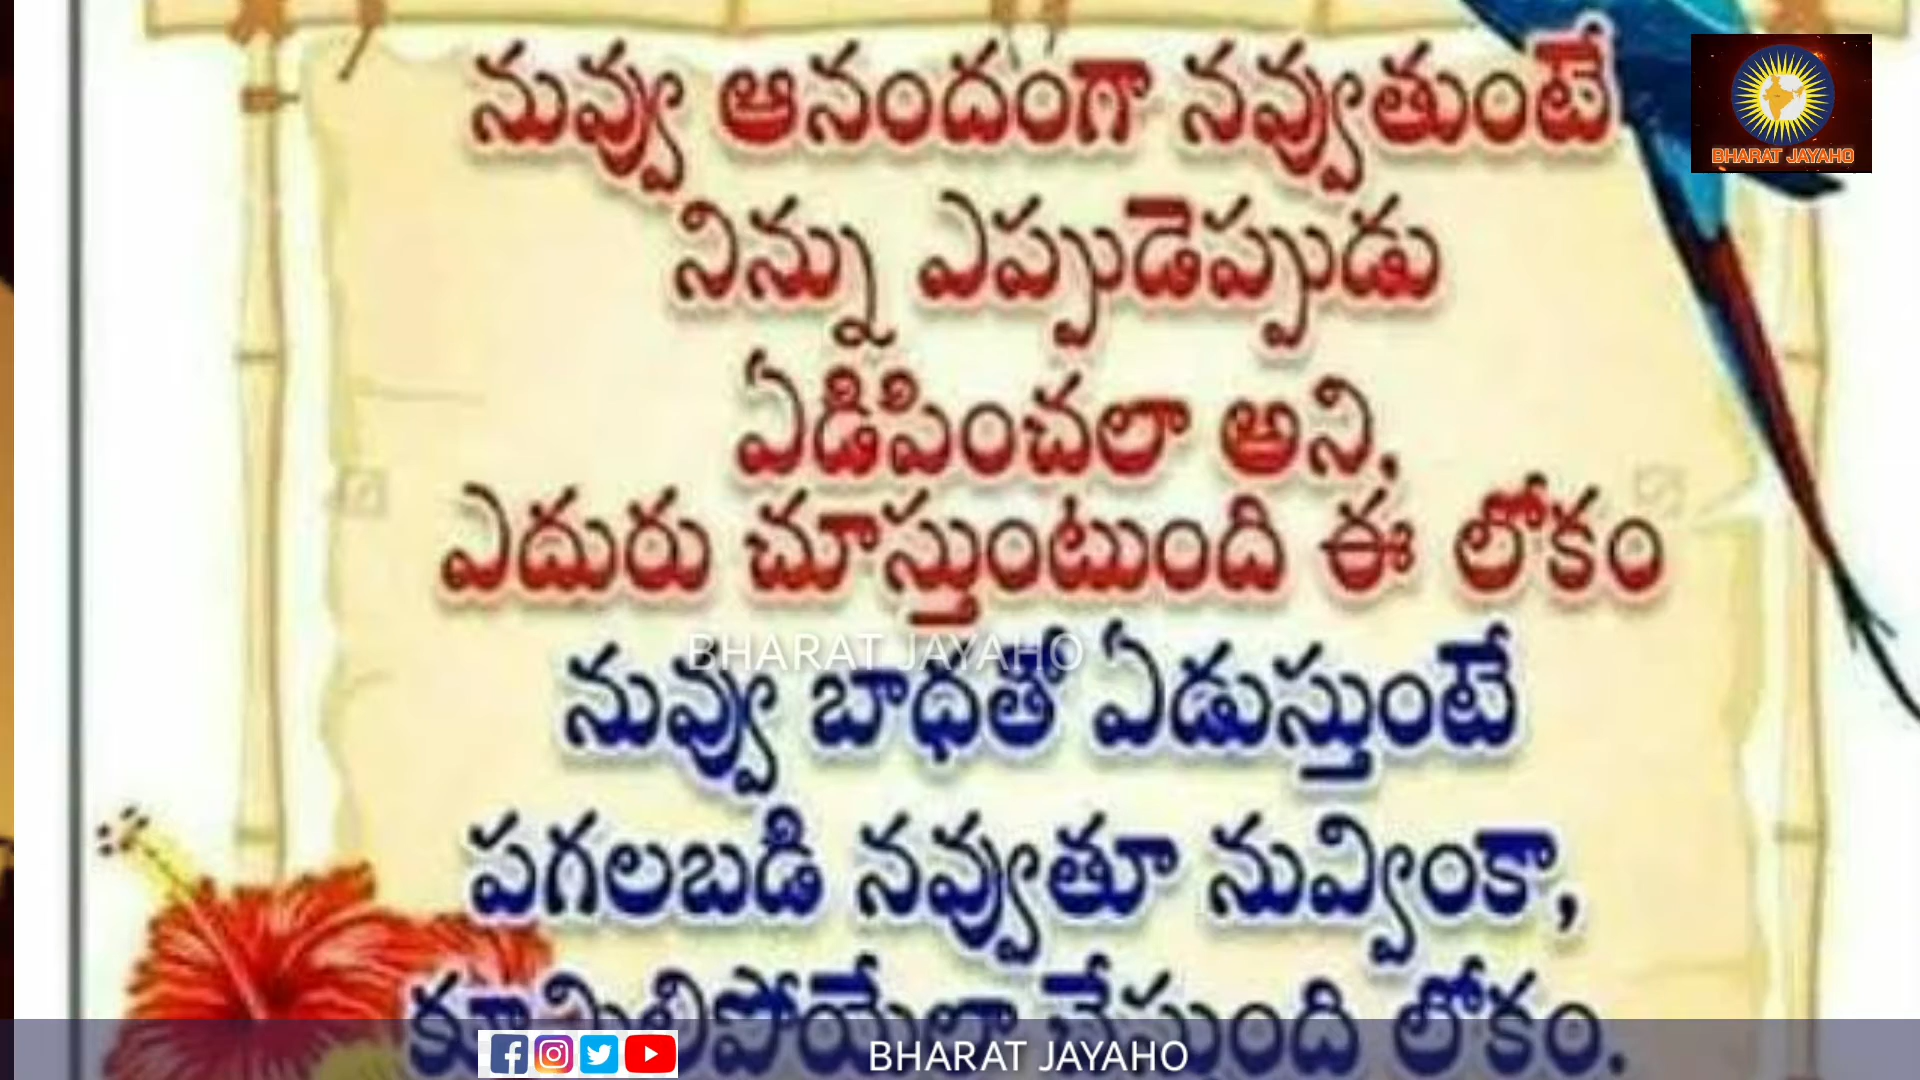 నువ్వు ఆనందంగా నవ్వుతుంటే
BHARAT JAYAHO
నిన్ను ఎప్పుడెప్పుడు
ఏడిపించలా అని,
ఎదురు చూస్తుంటుంది ఈ లోకం
BHARAT JAYAHO
నువ్వు బాధతో ఏడుస్తుంటే
పగలబడి నవ్వుతూ నువ్వింకా,
కూమిలిపోయేలా చేస్తుంది లోకం.
BHARAT JAYAHO